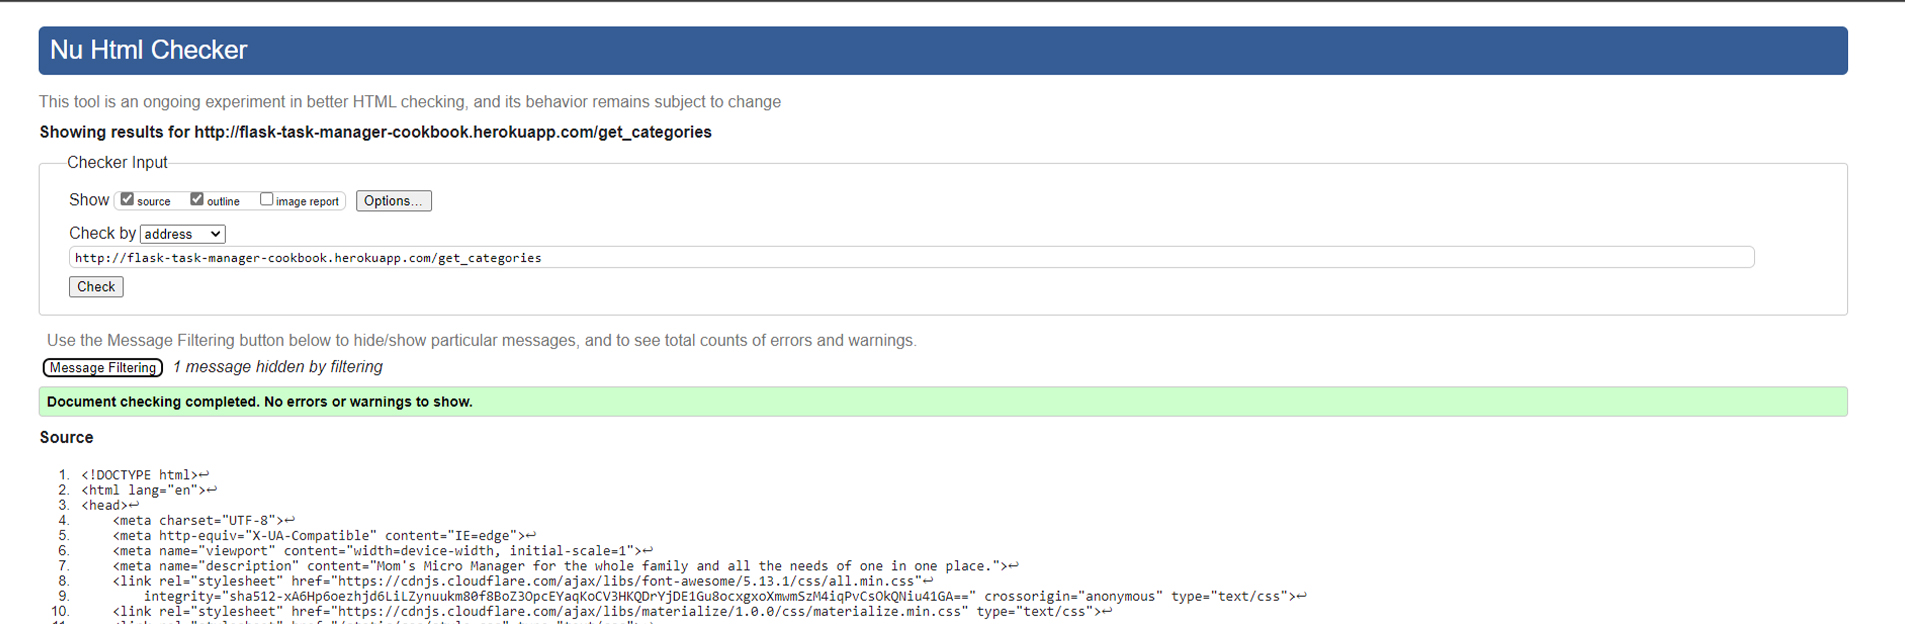 Nu Html Checker
This tool is an ongoing experiment in better HTML checking, and its behavior remains subject to change
Showing results for http://flask-task-manager-cookbook.herokuapp.com/get_categories
Checker Input
Show source outline image report Options...
Check by address
http://flask-task-manager-cookbook.herokuapp.com/get_categories
Check
Use the Message Filtering button below to hide/show particular messages, and to see total counts of errors and warnings.
Message Filtering 1 message hidden by filtering
Document checking completed. No errors or warnings to show.
Source
1. <!DOCTYPE html>↩
2. <html lang="en">↩
3. <head>↩
4. <meta charset="UTF-8">↩
5. <meta http-equiv="X-UA-Compatible" content="IE=edge">↩
6. <meta name="viewport" content="width=device-width, initial-scale=1">↩
7. <meta name="description" content="Mom's Micro Manager for the whole family and all the needs of one in one place.">↩
8. <link rel="stylesheet" href="https://cdnjs.cloudflare.com/ajax/libs/font-awesome/5.13.1/css/all.min.css"↩
9. integrity="sha512-xA6Hp6oezhjd6LiLZynuukm80f8BoZ3OpcEYaqKoCV3HKQDrYjDE1Gu8ocxgxoXmwmSzM4iqPvCsOkQNiu41GA==" crossorigin="anonymous" type="text/css">↩
10. <link rel="stylesheet" href="https://cdnjs.cloudflare.com/ajax/libs/materialize/1.0.0/css/materialize.min.css" type="text/css">↩